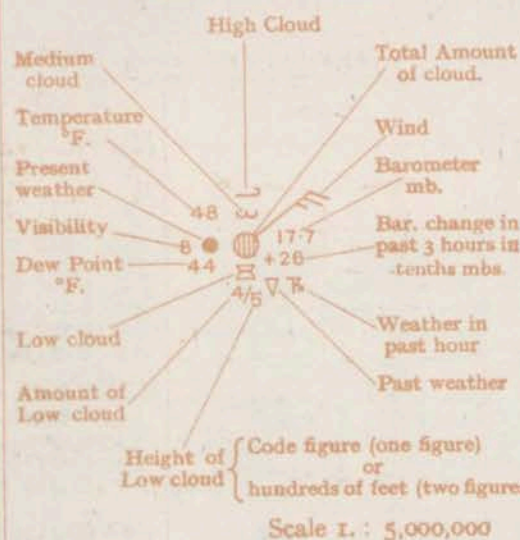 High Cloud
Medium
cloud
Total Amount
of cloud.
Temperature
°F.
Wind
Present
weather
Barometer
mb.
48
Visibility
8
17·7
Bar. change in
past 3 hours in
tenths mbs.
+26
Dew Point
°F.
44
4/5
Low cloud
Weather in
past hour
Amount of
Low cloud
Past weather
Height of
Low cloud
Code figure (one figure)
or
hundreds of feet (two figure
Scale 1. : 5,000,000